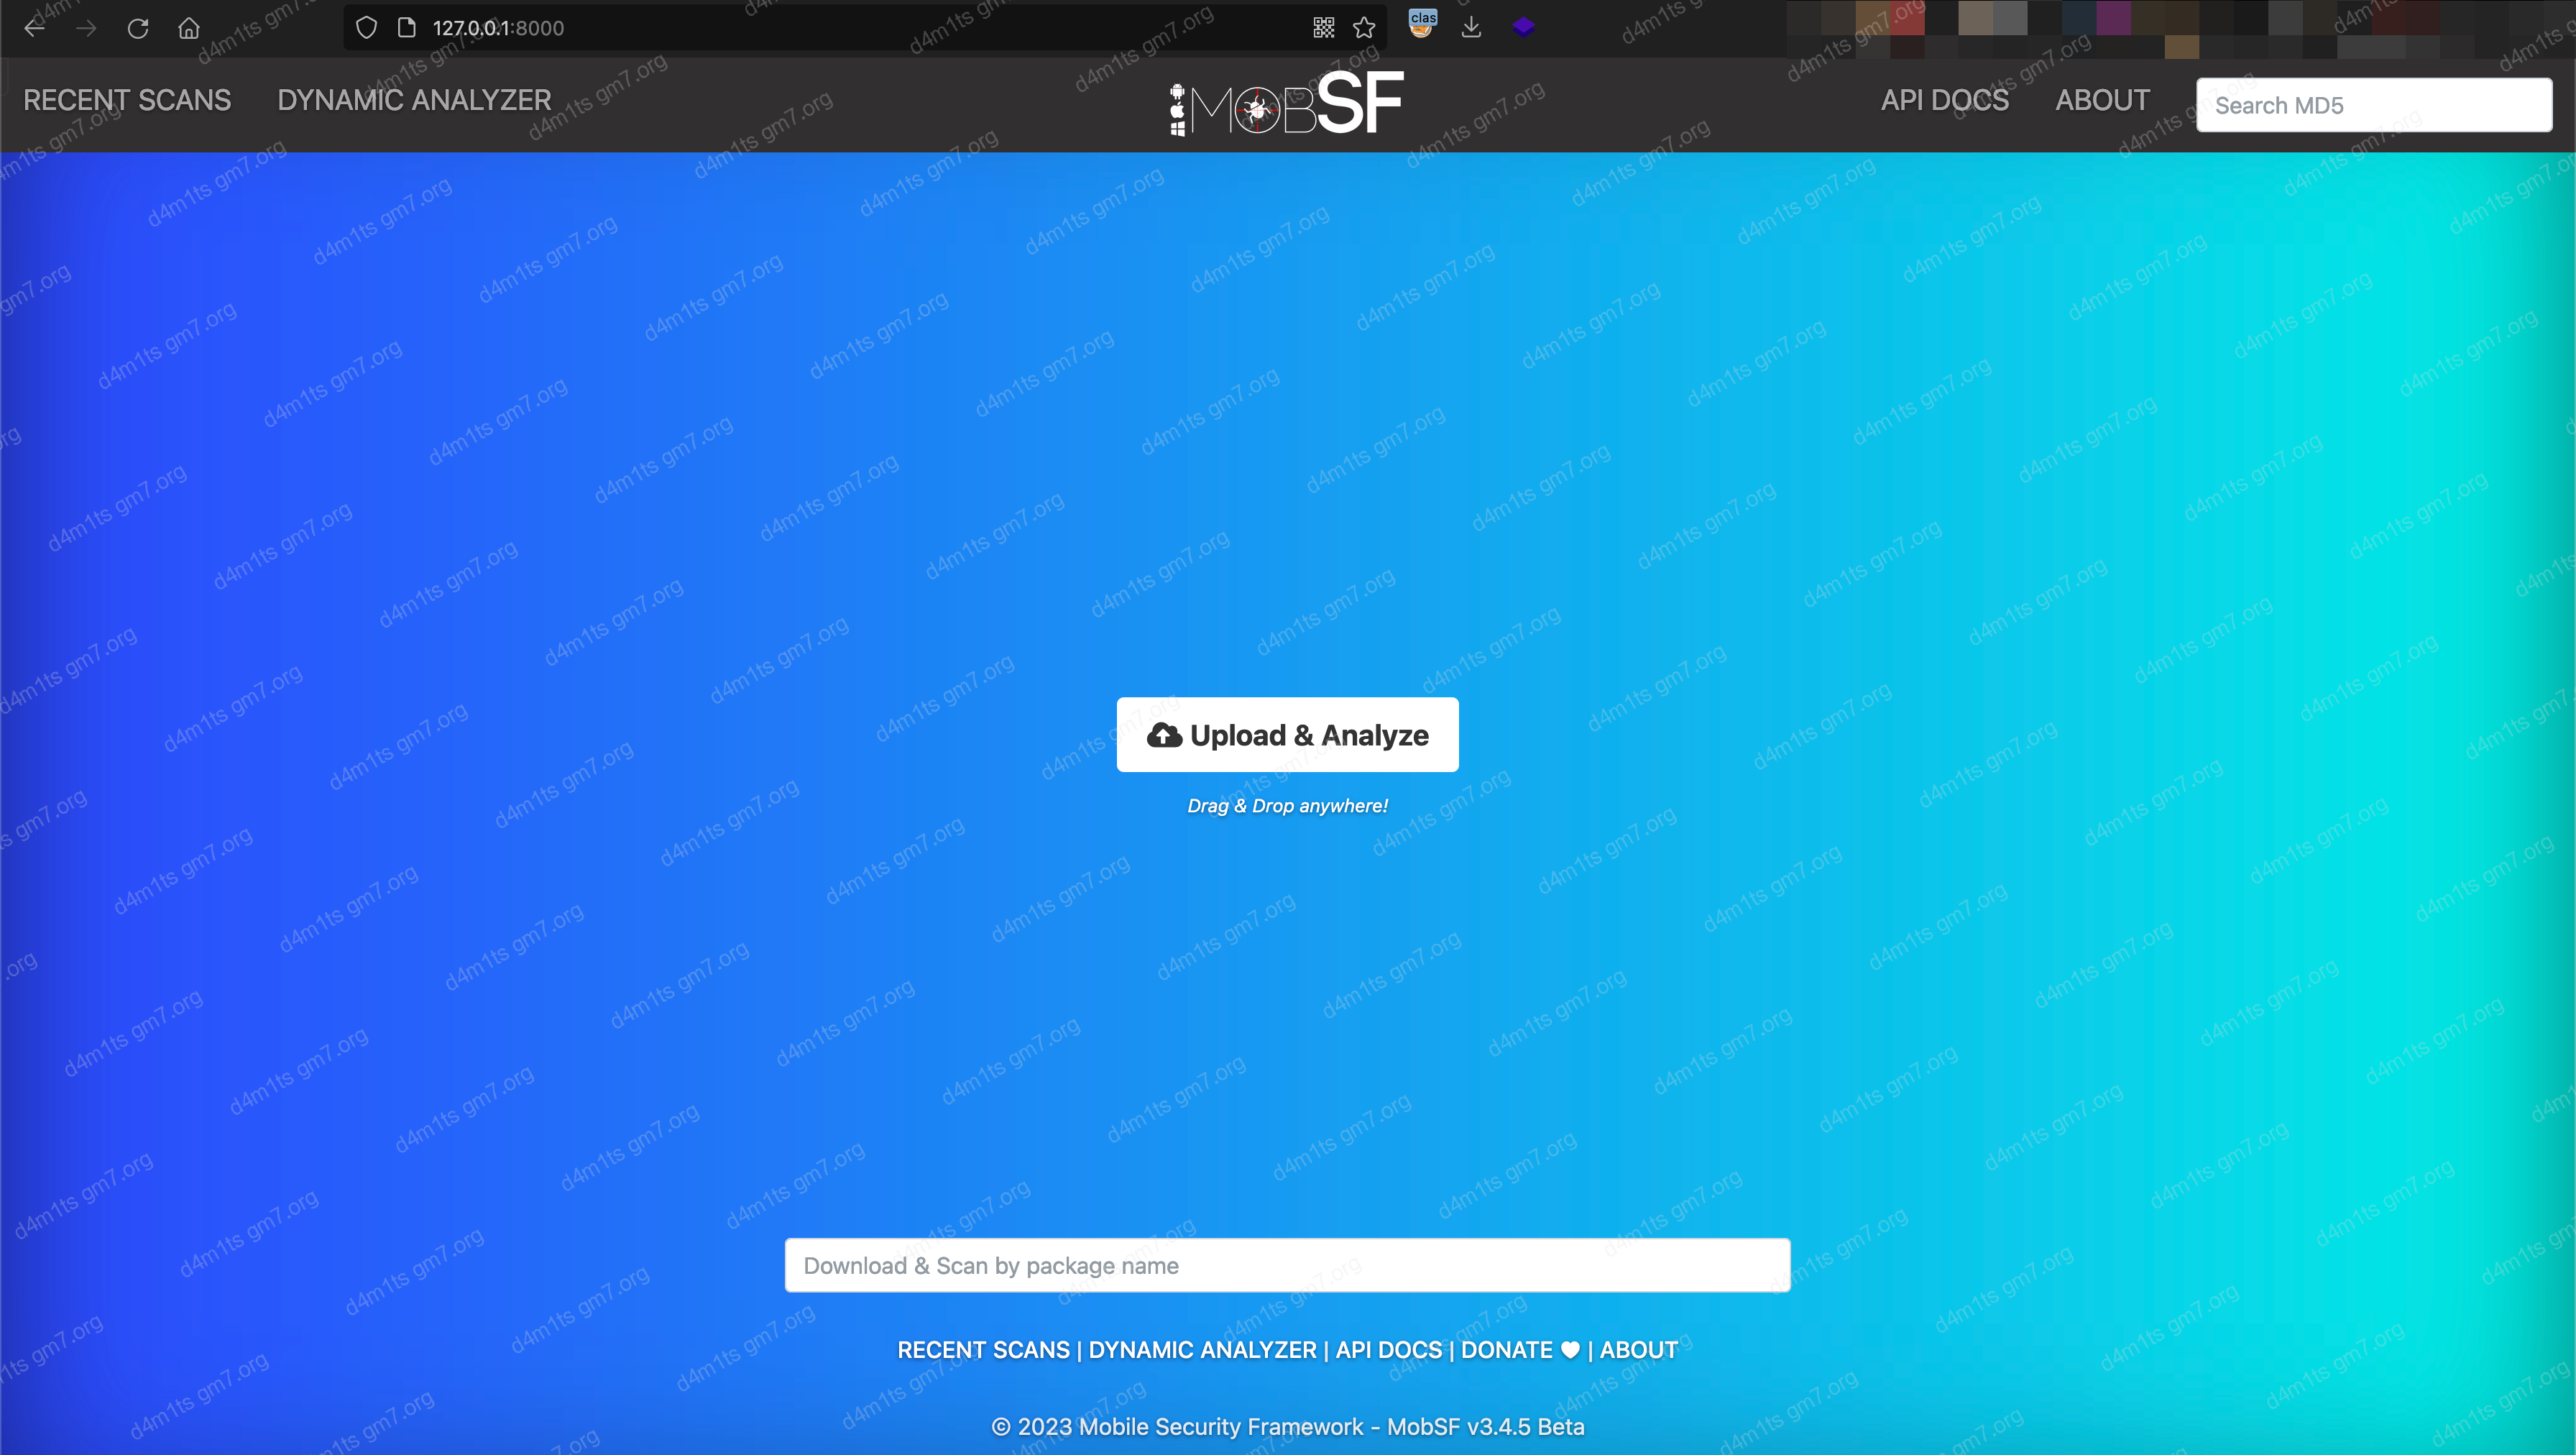 127.0.0.1:8000
clas
RECENT SCANS DYNAMIC ANALYZER MOBSF API DOCS ABOUT Search MD5
Upload & Analyze
Drag & Drop anywhere!
Download & Scan by package name
RECENT SCANS | DYNAMIC ANALYZER | API DOCS | DONATE | ABOUT
© 2023 Mobile Security Framework - MobSF v3.4.5 Beta
d4m1ts gm7.org